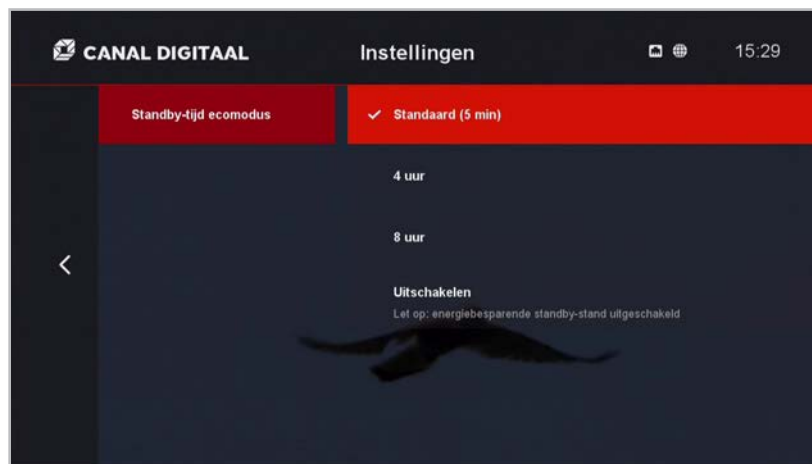 CANAL DIGITAAL
Instellingen
15:29
Standby-tijd ecomodus
Standaard (5 min)
4 uur
8 uur
Uitschakelen
Let op: energiebesparende standby-stand uitgeschakeld